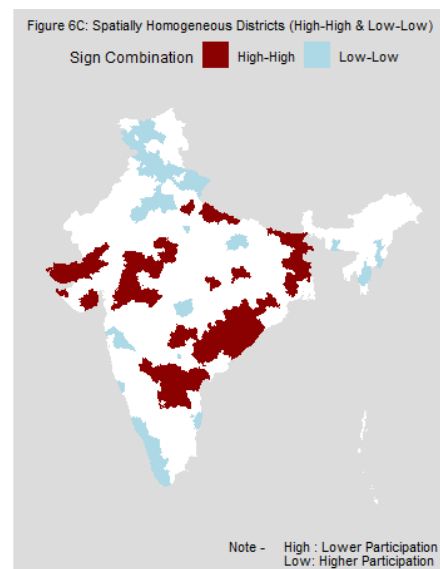 Figure 6C: Spatially Homogeneous Districts (High-High & Low-Low)
Sign Combination High-High Low-Low
Note - High : Lower Participation
Low: Higher Participation